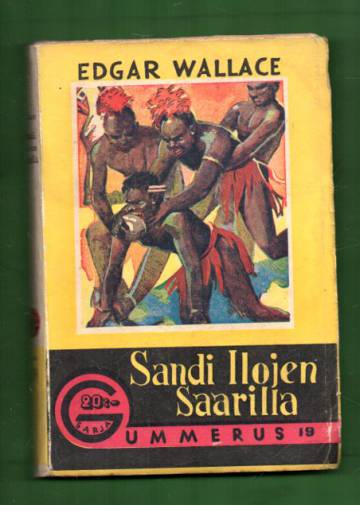 EDGAR WALLACE
Sandi Ilojen
Saarilla
20:-
SARJA
GUMMERUS 19